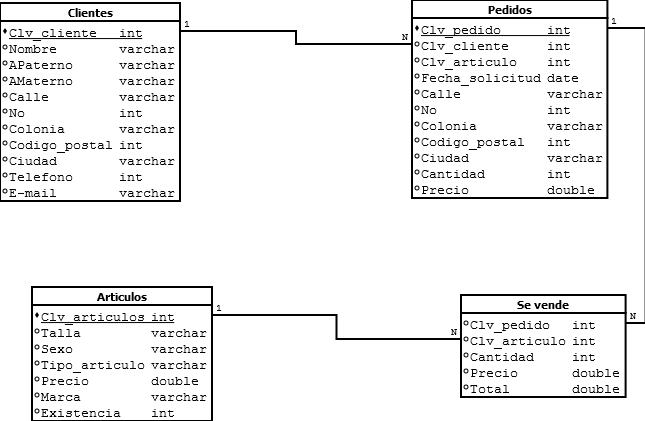 Clientes
Clv_cliente int
Nombre varchar
APaterno varchar
AMaterno varchar
Calle varchar
No int
Colonia varchar
Codigo_postal int
Ciudad varchar
Telefono int
E-mail varchar
1
N
Pedidos
Clv_pedido int
Clv_cliente int
Clv_articulo int
Fecha_solicitud date
Calle varchar
No int
Colonia varchar
Codigo_postal int
Ciudad varchar
Cantidad int
Precio double
1
Articulos
Clv_articulos int
Talla varchar
Sexo varchar
Tipo_articulo varchar
Precio double
Marca varchar
Existencia int
1
N
Se vende
Clv_pedido int
Clv_articulo int
Cantidad int
Precio double
Total double
N